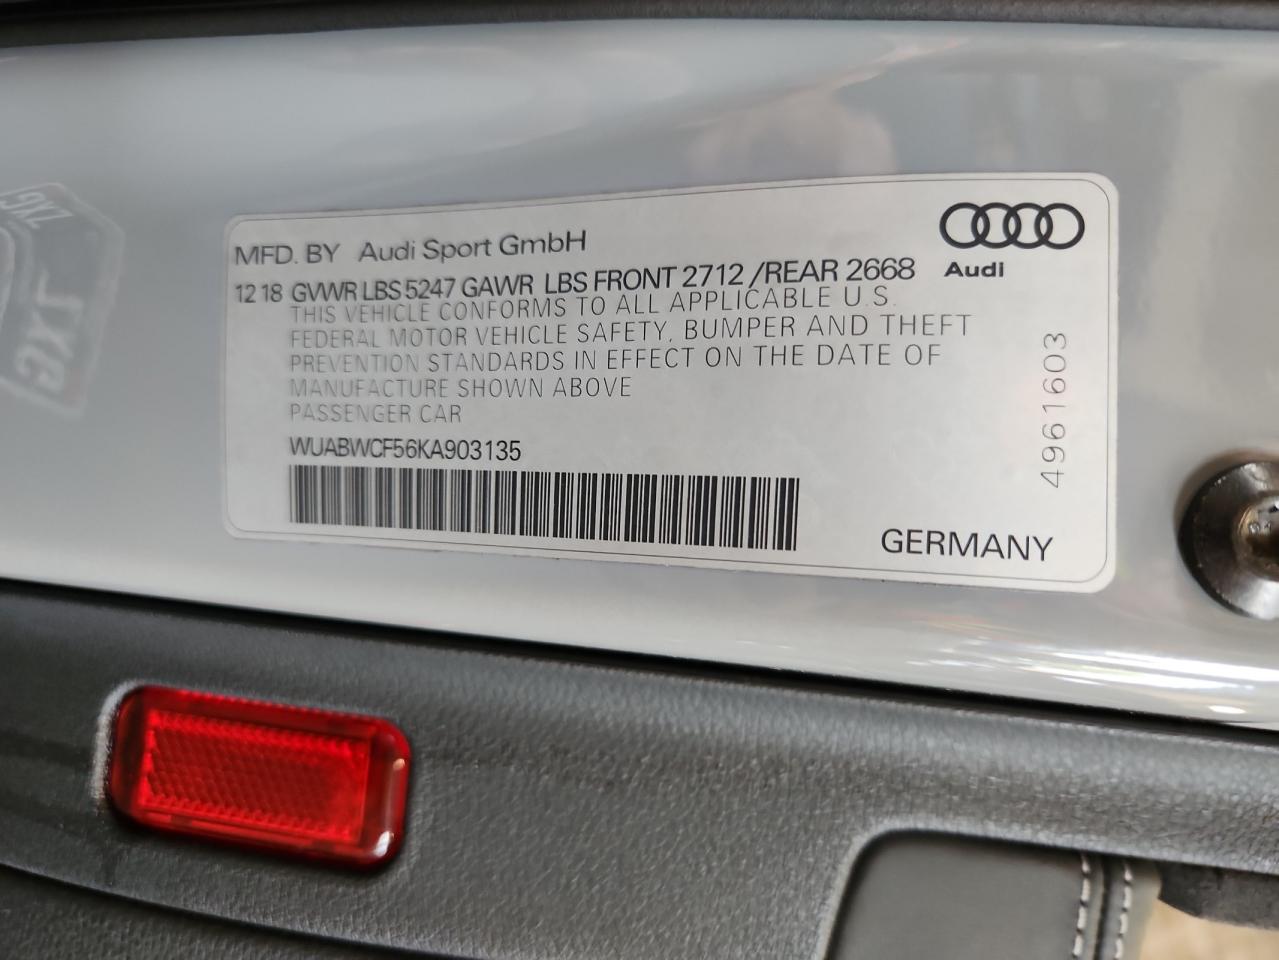 MFD. BY Audi Sport GmbH
Audi
12 18 GVWR LBS 5247 GAWR LBS FRONT 2712 /REAR 2668
THIS VEHICLE CONFORMS TO ALL APPLICABLE U.S.
FEDERAL MOTOR VEHICLE SAFETY, BUMPER AND THEFT
PREVENTION STANDARDS IN EFFECT ON THE DATE OF
MANUFACTURE SHOWN ABOVE
PASSENGER CAR
WUABWCF56KA903135
4961603
GERMANY
ZXG
ZXG